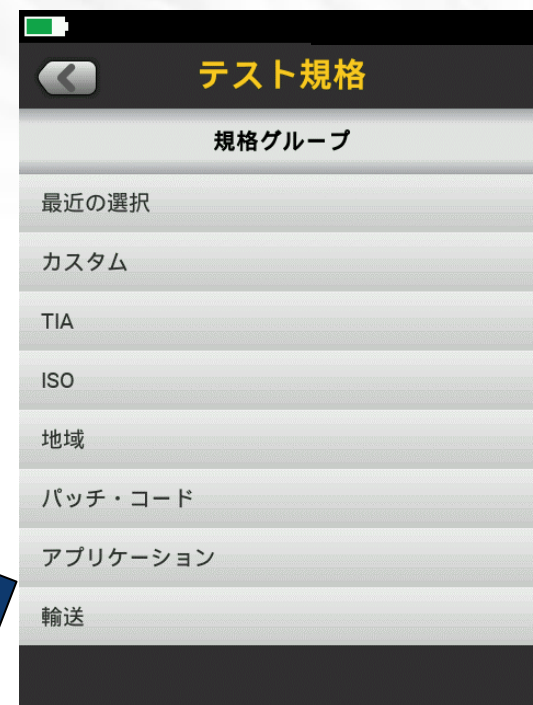 テスト規格
規格グループ
最近の選択
カスタム
TIA
ISO
地域
パッチ・コード
アプリケーション
輸送